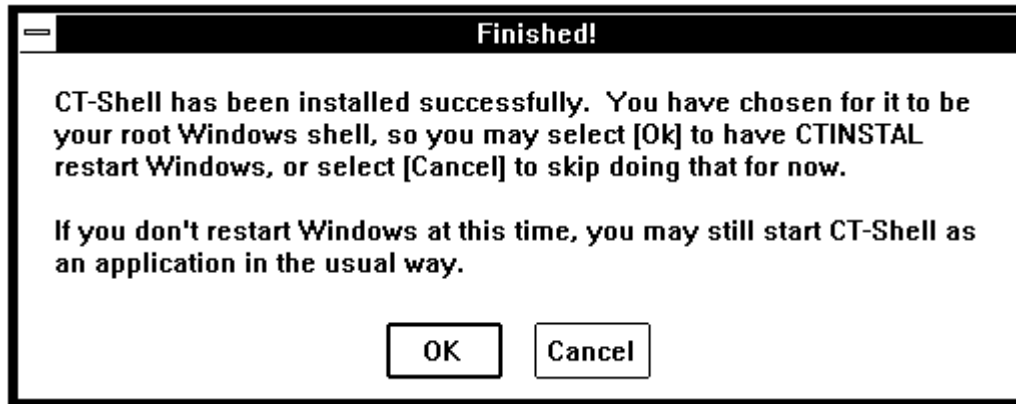 Finished!
CT-Shell has been installed successfully.  You have chosen for it to be
your root Windows shell, so you may select [Ok] to have CTINSTAL
restart Windows, or select [Cancel] to skip doing that for now.
If you don't restart Windows at this time, you may still start CT-Shell as
an application in the usual way.
OK Cancel